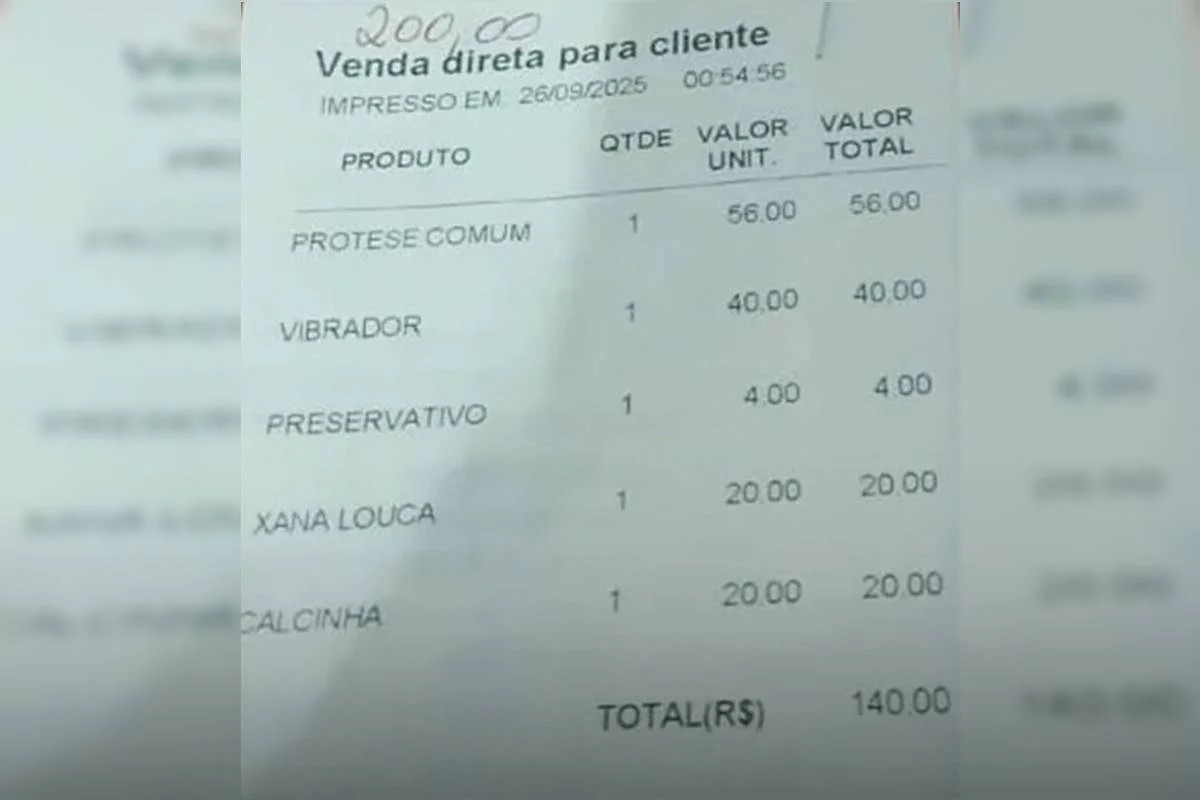 200,00
Venda direta para cliente
IMPRESSO EM 26/09/2025 00:54:56
PRODUTO QTDE VALOR UNIT. VALOR TOTAL
PROTESE COMUM 1 56,00 56,00
VIBRADOR 1 40,00 40,00
PRESERVATIVO 1 4,00 4,00
XANA LOUCA 1 20,00 20,00
CALCINHA 1 20,00 20,00
TOTAL(R$) 140,00